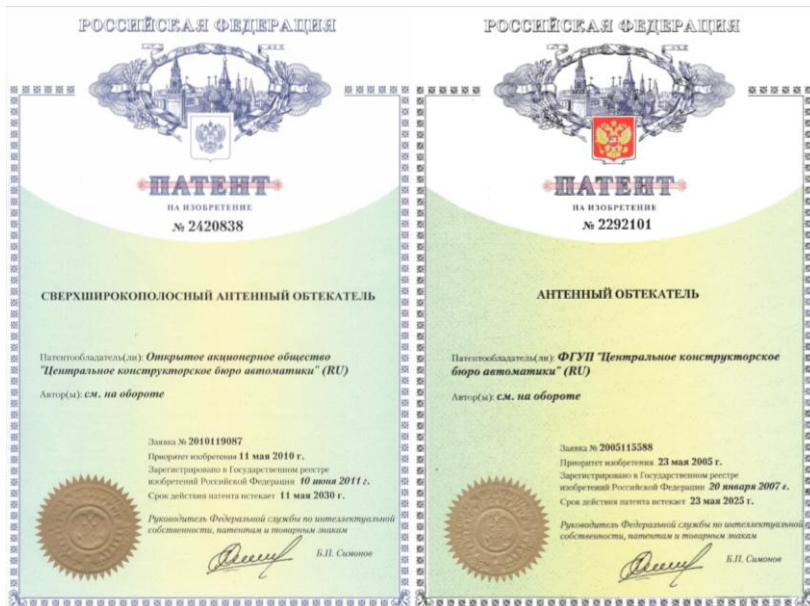 РОССИЙСКАЯ ФЕДЕРАЦИЯ
ПАТЕНТ
НА ИЗОБРЕТЕНИЕ
№ 2420838
СВЕРХШИРОКОПОЛОСНЫЙ АНТЕННЫЙ ОБТЕКАТЕЛЬ
Патентообладатель(ли): Открытое акционерное общество
"Центральное конструкторское бюро автоматики" (RU)
Автор(ы): см. на обороте
Заявка № 2010119087
Приоритет изобретения 11 мая 2010 г.
Зарегистрировано в Государственном реестре
изобретений Российской Федерации 10 июня 2011 г.
Срок действия патента истекает 11 мая 2030 г.
Руководитель Федеральной службы по интеллектуальной
собственности, патентам и товарным знакам
Б.П. Симонов
РОССИЙСКАЯ ФЕДЕРАЦИЯ
ПАТЕНТ
НА ИЗОБРЕТЕНИЕ
№ 2292101
АНТЕННЫЙ ОБТЕКАТЕЛЬ
Патентообладатель(ли): ФГУП "Центральное конструкторское
бюро автоматики" (RU)
Автор(ы): см. на обороте
Заявка № 2005115588
Приоритет изобретения 23 мая 2005 г.
Зарегистрировано в Государственном реестре
изобретений Российской Федерации 20 января 2007 г.
Срок действия патента истекает 23 мая 2025 г.
Руководитель Федеральной службы по интеллектуальной
собственности, патентам и товарным знакам
Б.П. Симонов